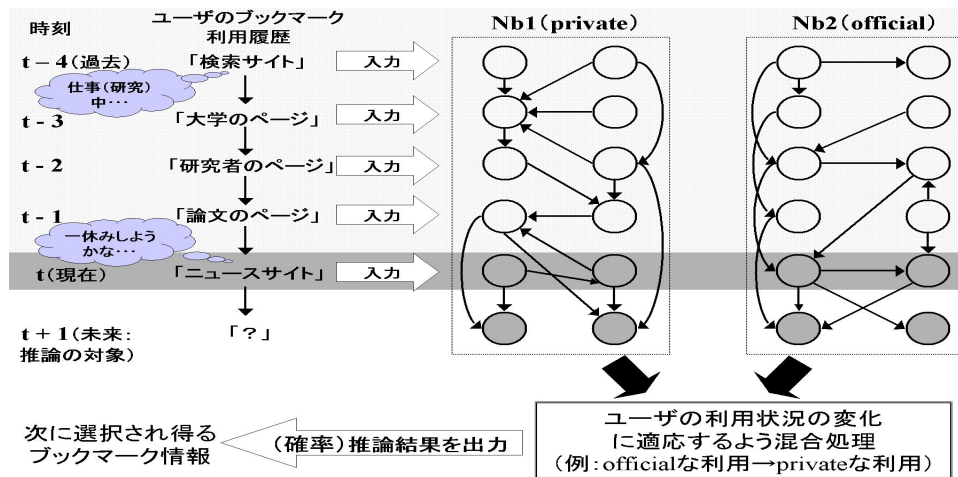 時刻
ユーザのブックマーク
利用履歴
Nb1(private)
Nb2(official)
t-4(過去)
「検索サイト」
入力
仕事(研究)
中・・・
t-3
「大学のページ」
入力
t-2
「研究者のページ」
入力
t-1
「論文のページ」
入力
一休みしよう
かな・・・
t(現在)
「ニュースサイト」
入力
t+1(未来:
推論の対象)
「?」
ユーザの利用状況の変化
に適応するよう混合処理
(例:officialな利用→privateな利用)
(確率)推論結果を出力
次に選択され得る
ブックマーク情報